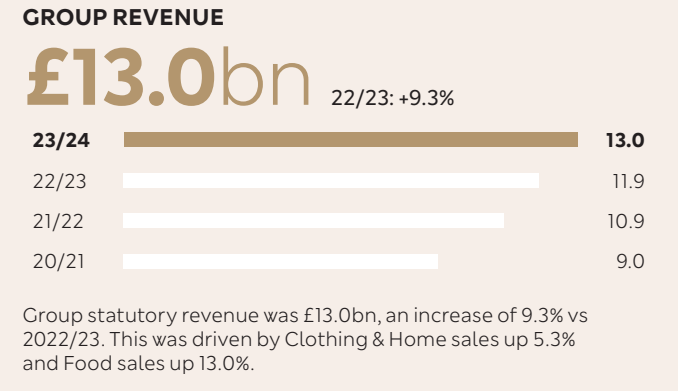 GROUP REVENUE
£13.0bn 22/23: +9.3%
23/24 13.0
22/23 11.9
21/22 10.9
20/21 9.0
Group statutory revenue was £13.0bn, an increase of 9.3% vs
2022/23. This was driven by Clothing & Home sales up 5.3%
and Food sales up 13.0%.